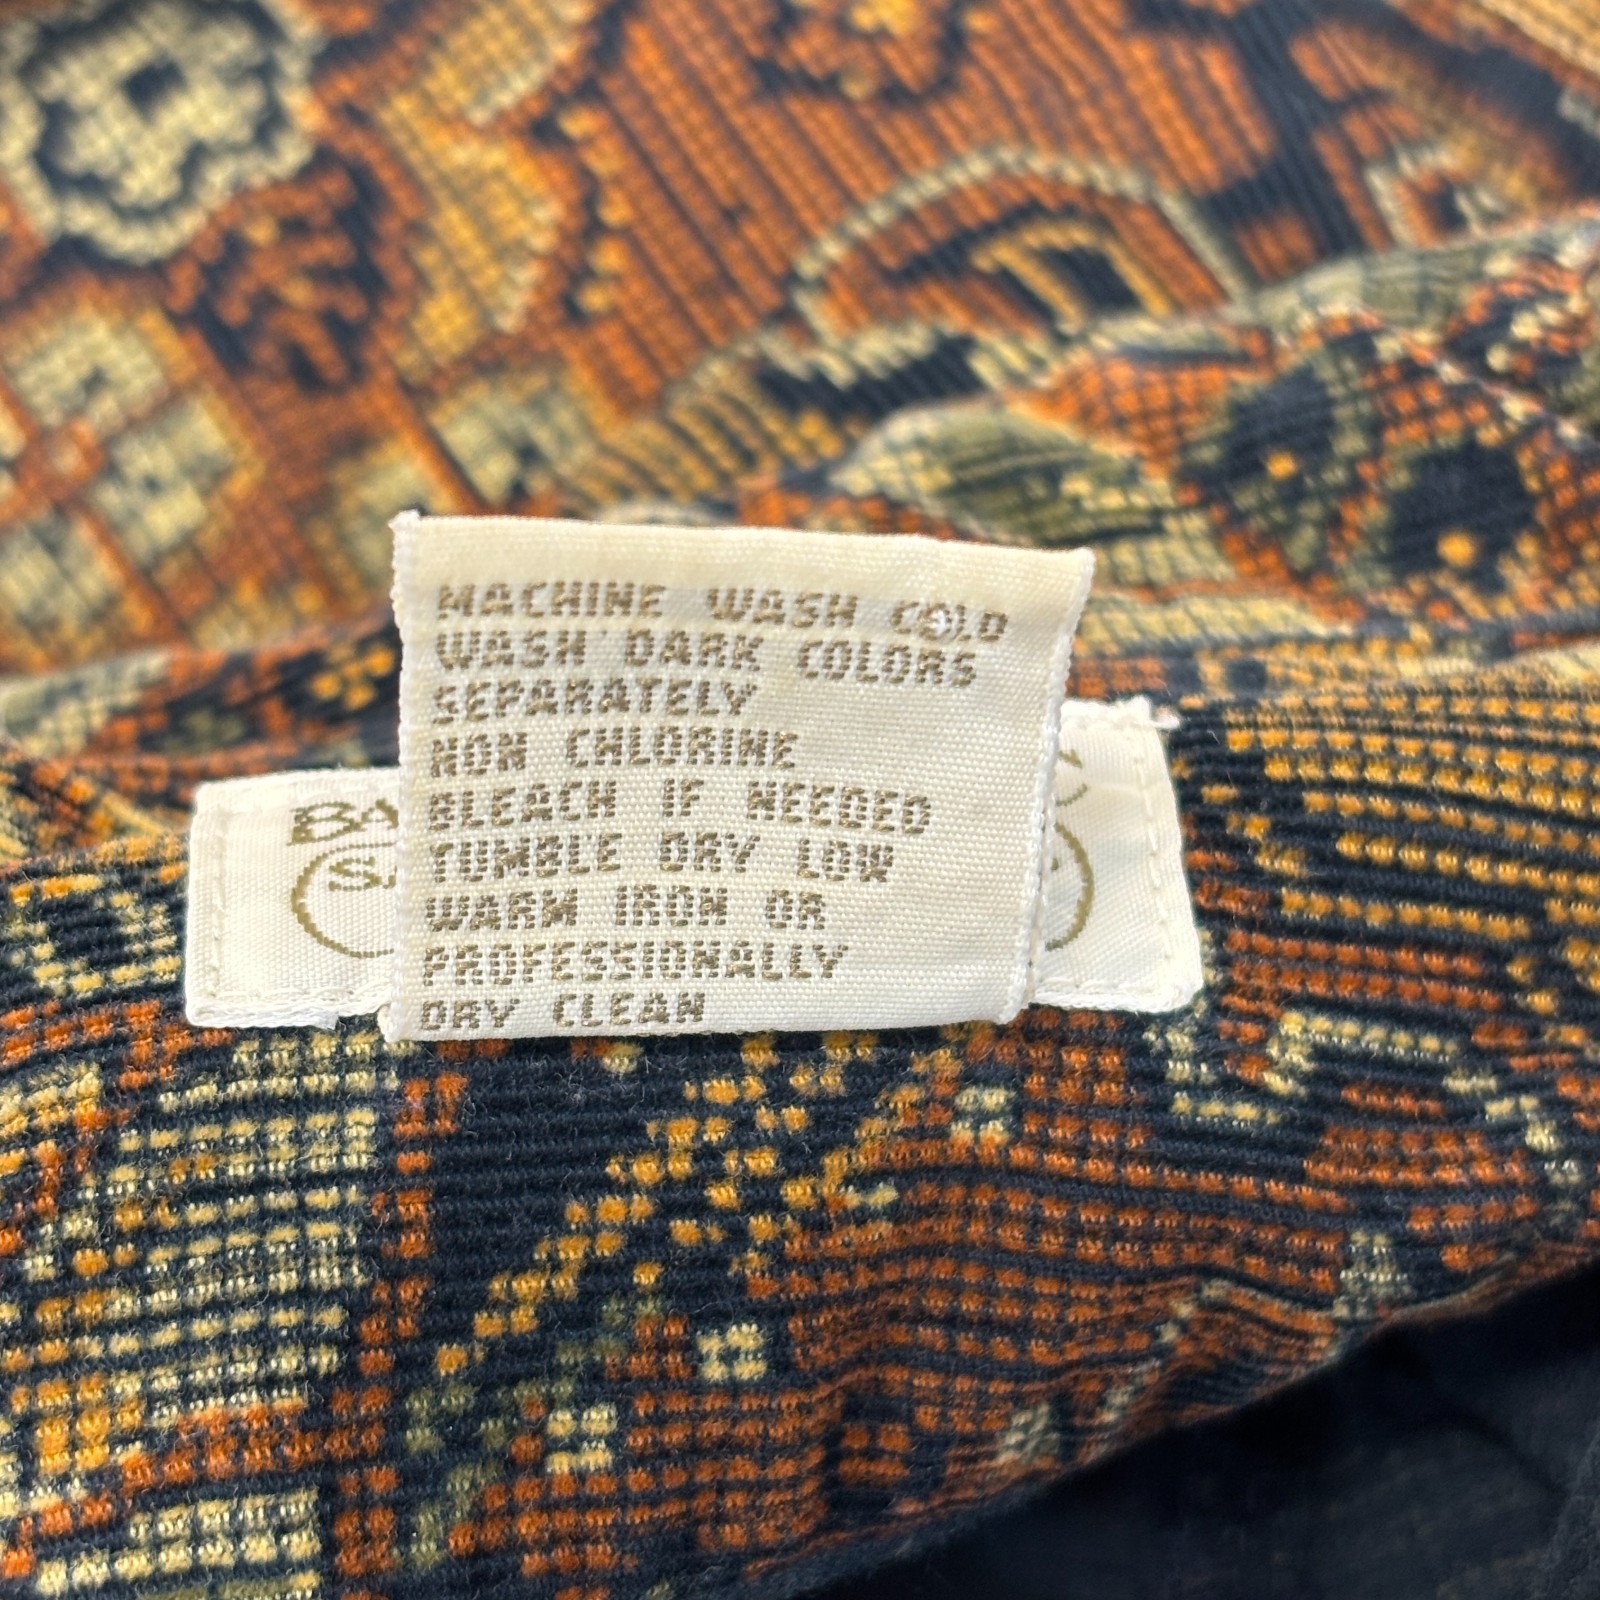 MACHINE WASH COLD
WASH DARK COLORS
SEPARATELY
NON CHLORINE
BLEACH IF NEEDED
TUMBLE DRY LOW
WARM IRON OR
PROFESSIONALLY
DRY CLEAN